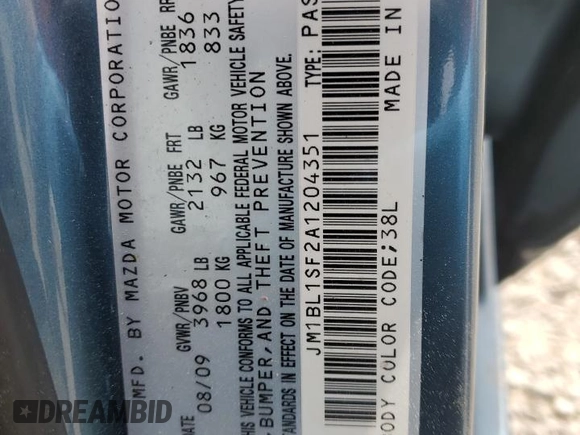 MFD. BY MAZDA MOTOR CORPORATION
GVWR/PNBV GAWR/PNBE FRT GAWR/PNBE RR
DATE 08/09 3968 LB 2132 LB 1836
1800 KG 967 KG 833
THIS VEHICLE CONFORMS TO ALL APPLICABLE FEDERAL MOTOR VEHICLE SAFETY
BUMPER, AND THEFT PREVENTION
STANDARDS IN EFFECT ON THE DATE OF MANUFACTURE SHOWN ABOVE.
JM1BL1SF2A1204351 TYPE: PAS
BODY COLOR CODE;38L MADE IN
DREAMBID